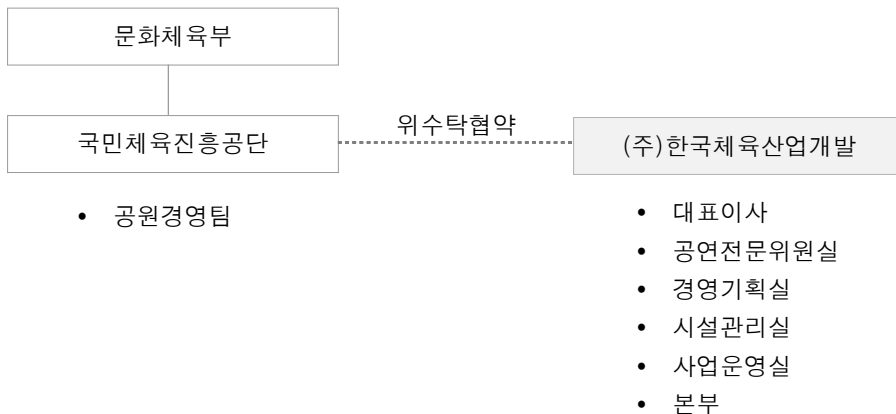 문화체육부
국민체육진흥공단
위수탁협약
(주)한국체육산업개발
• 공원경영팀
• 대표이사
• 공연전문위원실
• 경영기획실
• 시설관리실
• 사업운영실
• 본부